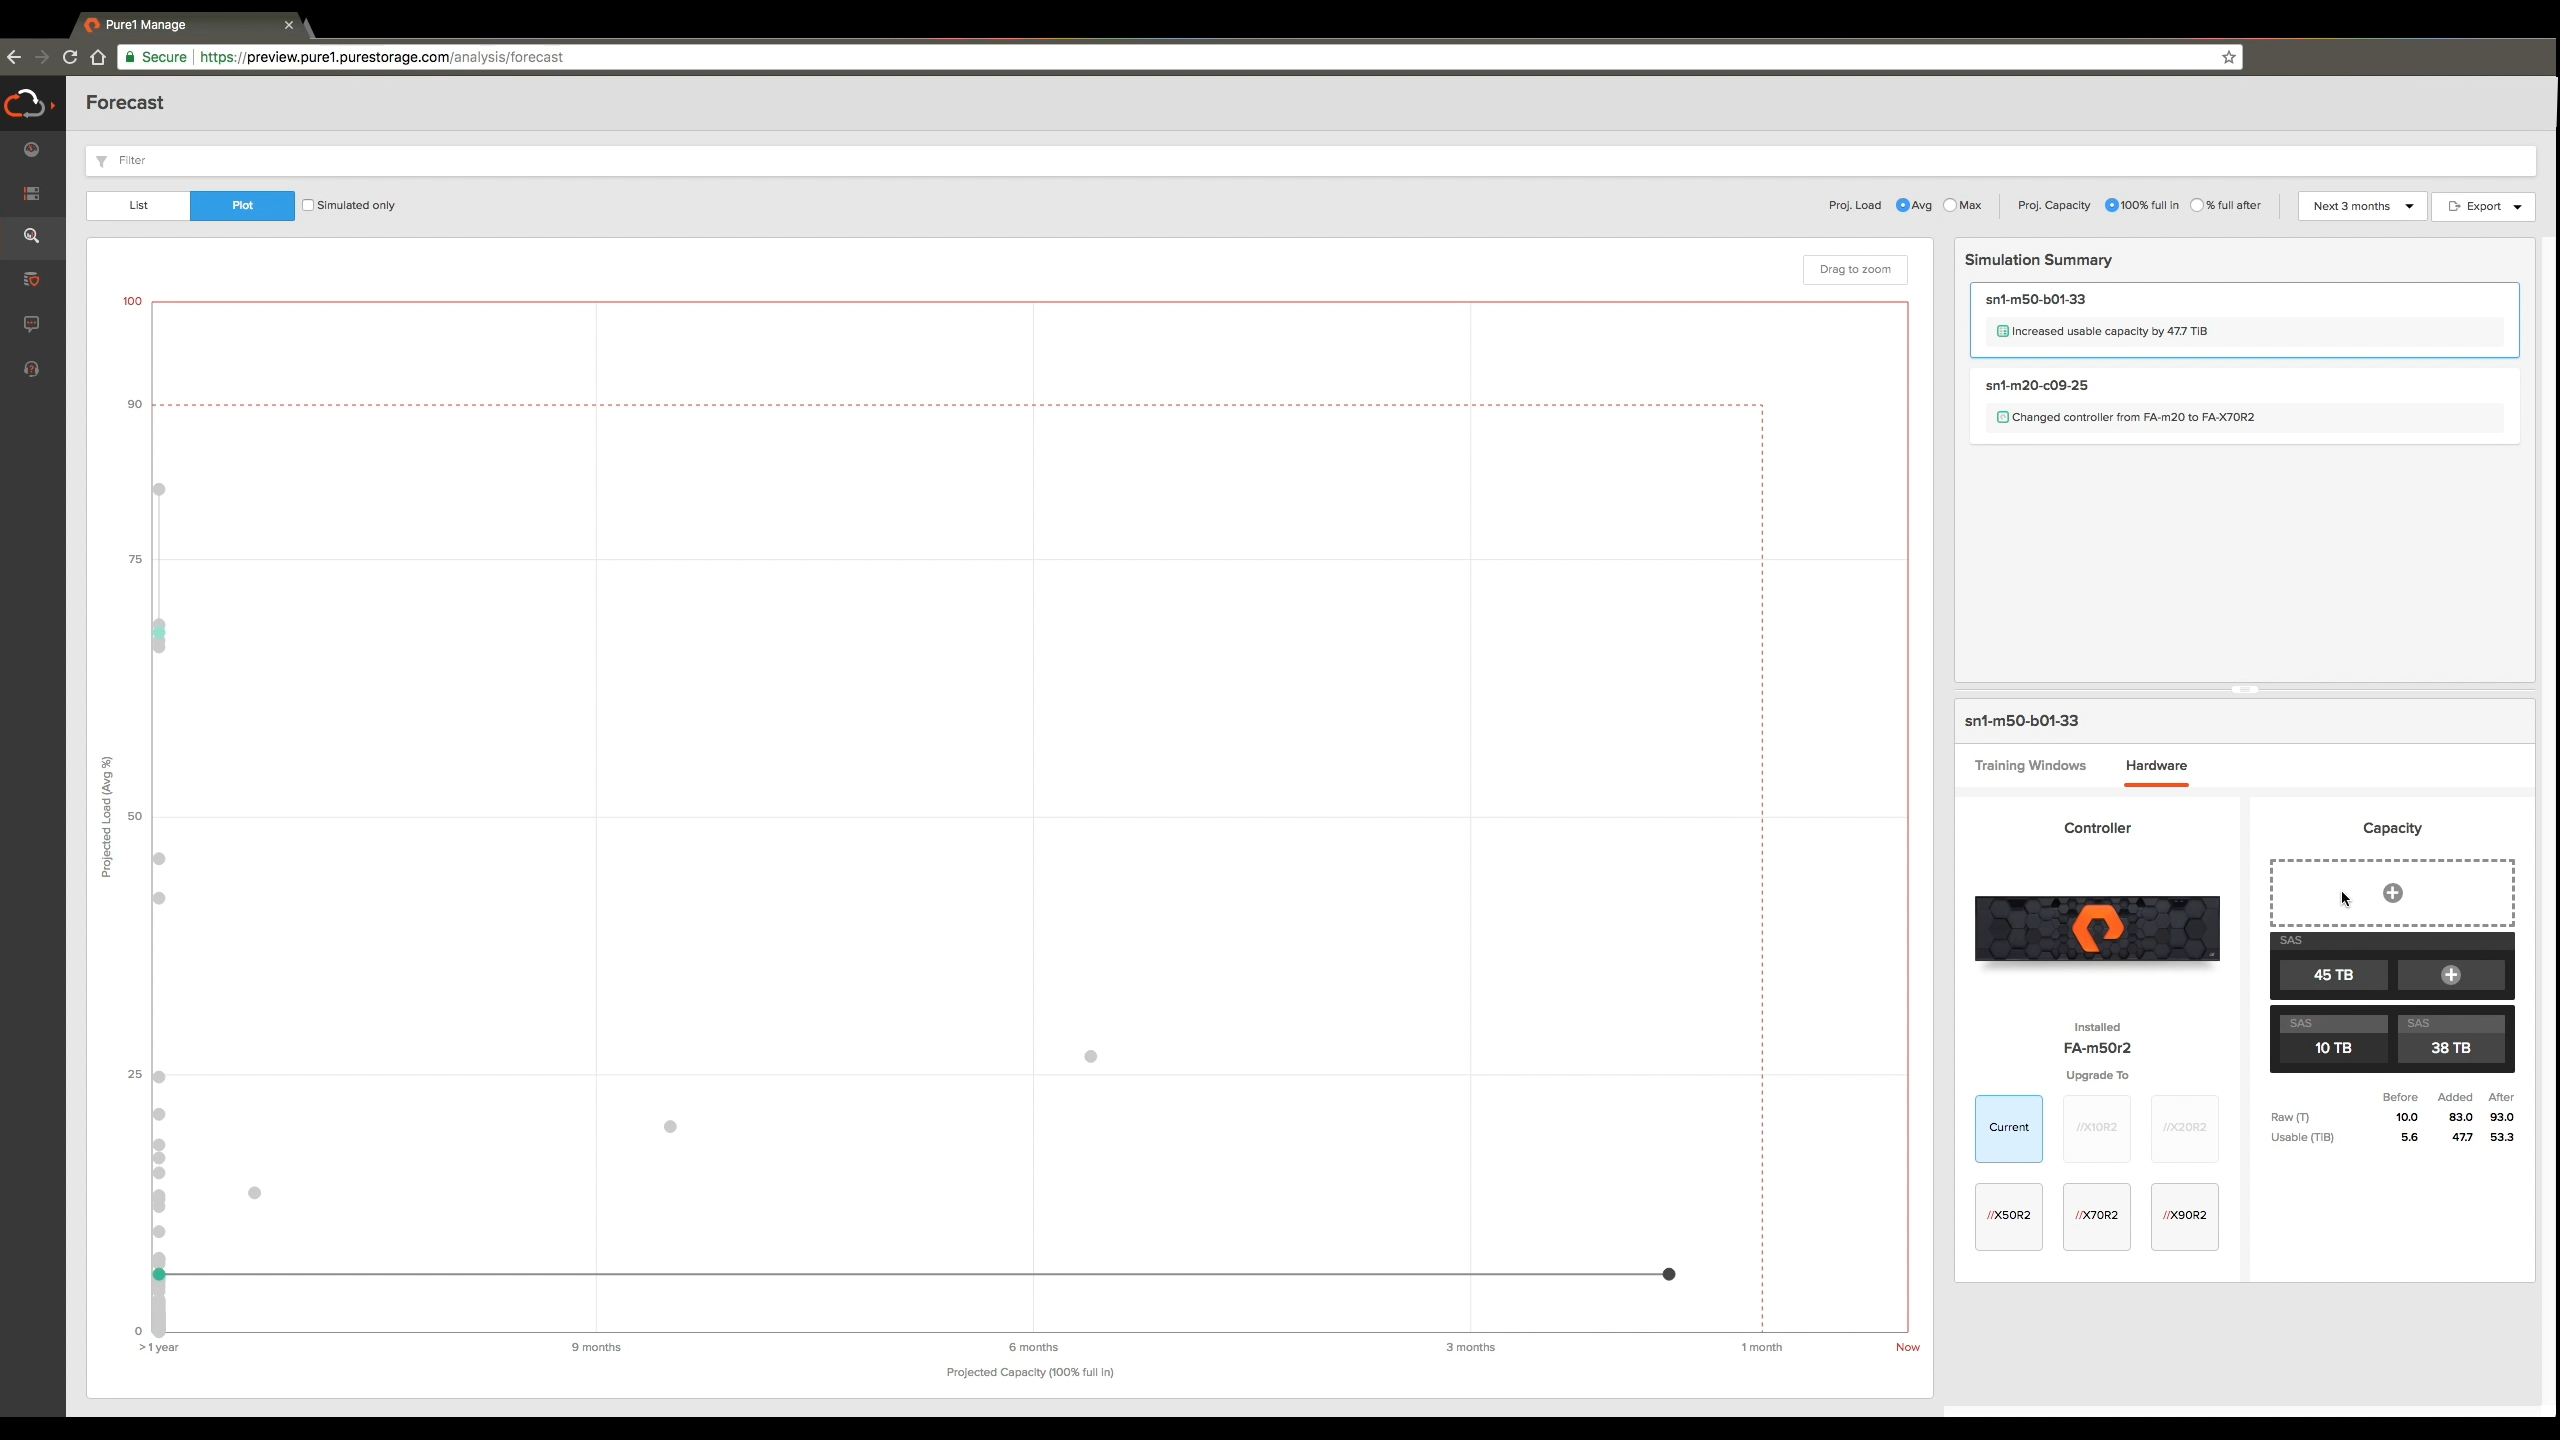 Pure1 Manage
Secure https://preview.pure1.purestorage.com/analysis/forecast
Forecast
Filter
List Plot Simulated only
Proj. Load Avg Max Proj. Capacity 100% full in % full after Next 3 months Export
Drag to zoom
100
90
75
50
25
0
Projected Load (Avg %)
> 1 year 9 months 6 months 3 months 1 month Now
Projected Capacity (100% full in)
Simulation Summary
sn1-m50-b01-33
Increased usable capacity by 47.7 TiB
sn1-m20-c09-25
Changed controller from FA-m20 to FA-X70R2
sn1-m50-b01-33
Training Windows Hardware
Controller
Installed
FA-m50r2
Upgrade To
Current //X10R2 //X20R2
//X50R2 //X70R2 //X90R2
Capacity
SAS
45 TB
SAS SAS
10 TB 38 TB
Before Added After
Raw (T) 10.0 83.0 93.0
Usable (TiB) 5.6 47.7 53.3